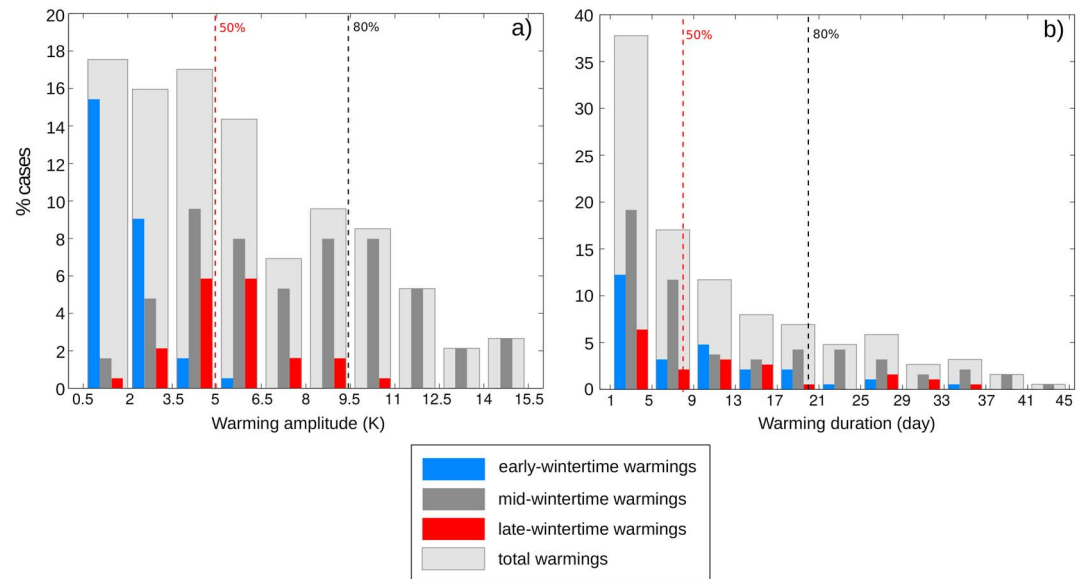 a)
50%
80%
20
18
16
14
12
10
8
6
4
2
0
% cases
0.5 2 3.5 5 6.5 8 9.5 11 12.5 14 15.5
Warming amplitude (K)
b)
50%
80%
40
35
30
25
20
15
10
5
0
1 5 9 13 17 21 25 29 33 37 41 45
Warming duration (day)
early-wintertime warmings
mid-wintertime warmings
late-wintertime warmings
total warmings